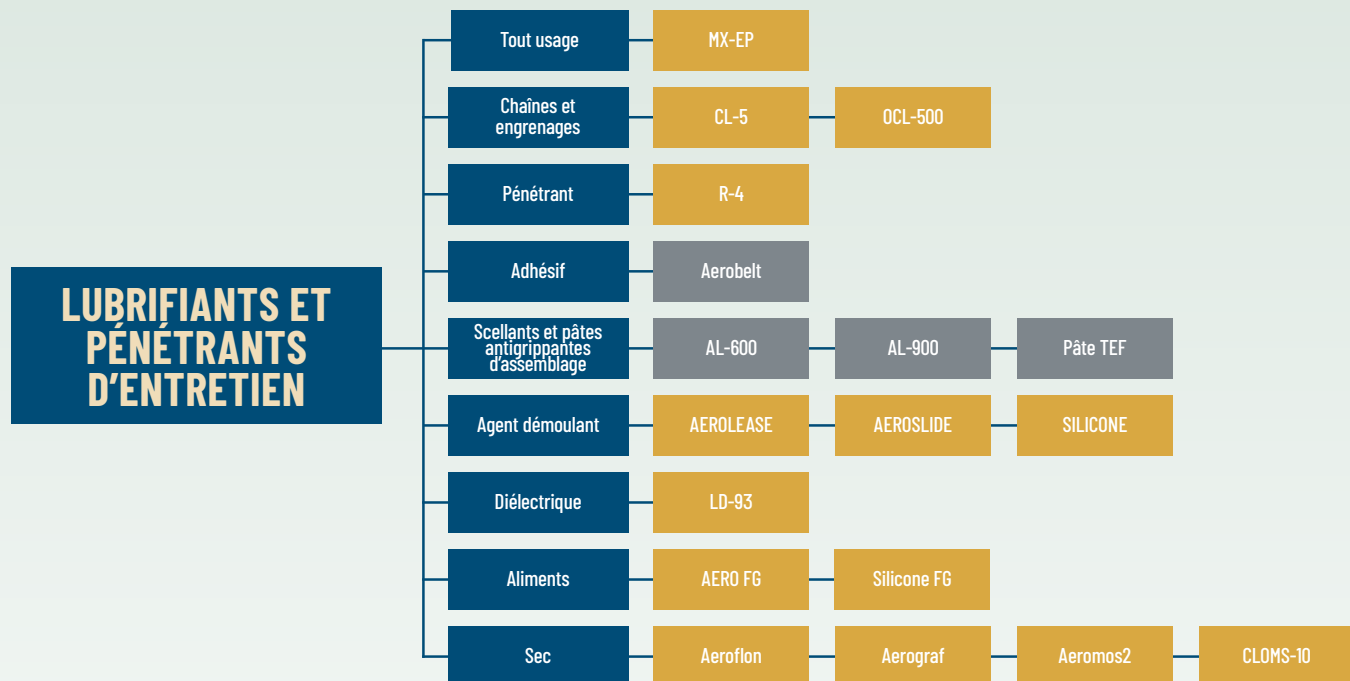 LUBRIFIANTS ET
PÉNÉTRANTS
D'ENTRETIEN
Tout usage
MX-EP
Chaînes et
engrenages
CL-5
OCL-500
Pénétrant
R-4
Adhésif
Aerobelt
Scellants et pâtes
antigrippantes
d'assemblage
AL-600
AL-900
Pâte TEF
Agent démoulant
AEROLEASE
AEROSLIDE
SILICONE
Diélectrique
LD-93
Aliments
AERO FG
Silicone FG
Sec
Aeroflon
Aerograf
Aeromos2
CLOMS-10